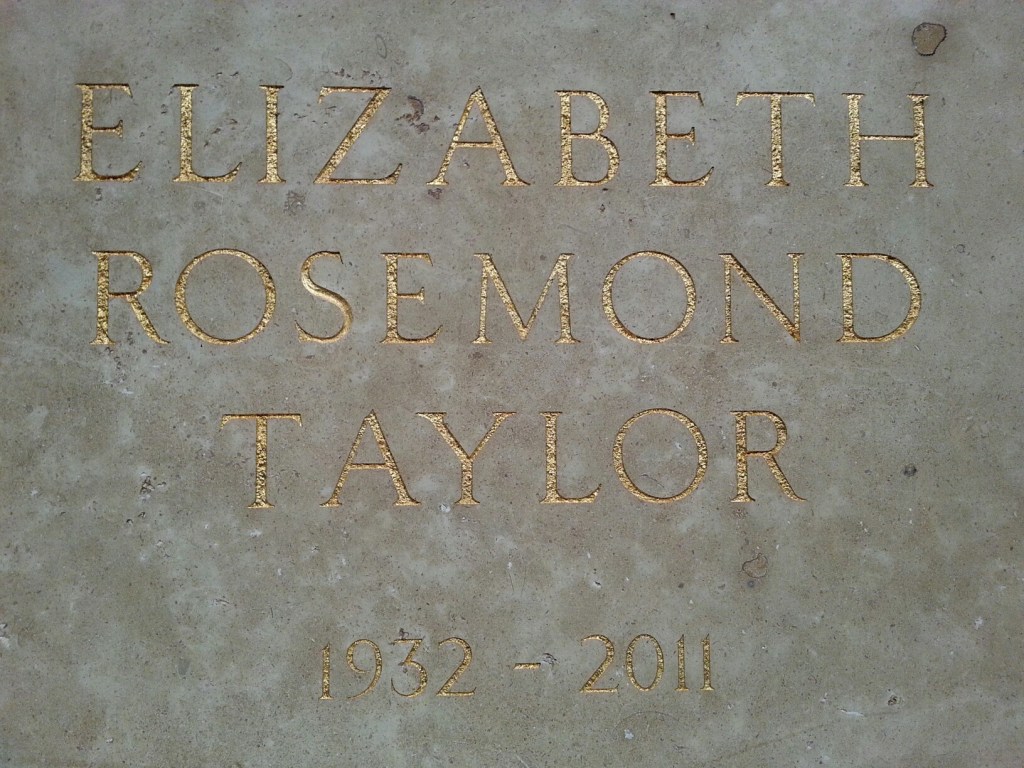 ELIZABETH
ROSEMOND
TAYLOR
1932 - 2011